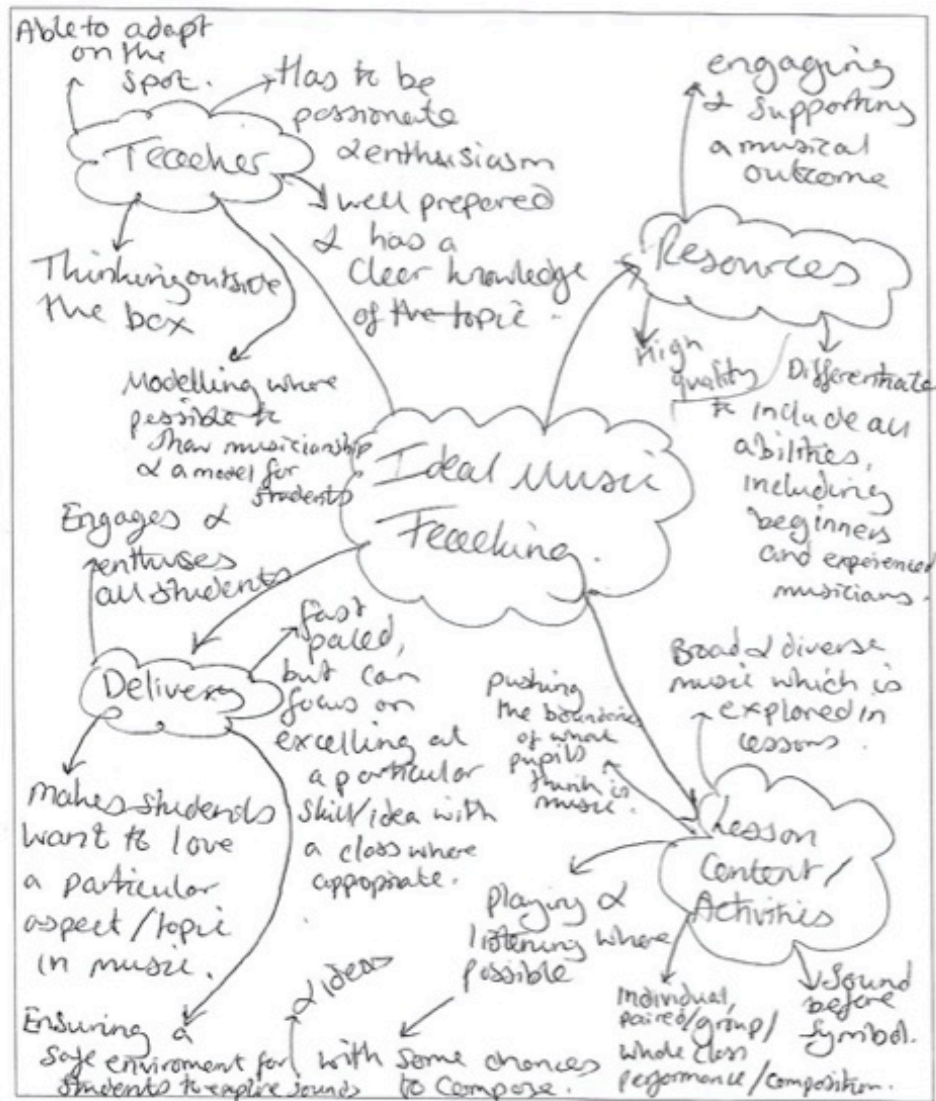 Able to adapt
on the
spot.
Teacher
Has to be
passionate
& enthusiasm
well prepared
& has a
clear knowledge
of the topic.
Thinking outside
the box
Modelling where
possible to
show musicianship
& a model for
students
engaging
& supporting
a musical
outcome
Resources
High
quality
Differentiate
to include all
abilities,
including
beginners
and experienced
musicians.
Ideal Music
Teaching.
Engages &
enthuses
all students
Delivery
fast
paced,
but can
focus on
excelling at
a particular
skill/idea with
a class where
appropiate.
makes students
want to love
a particular
aspect/topic
in music.
Ensuring a
safe enviroment for
students to explore sounds
& ideas
Broad & diverse
music which is
explored in
lessons.
pushing
the boundries
of what
pupils
think is
music.
Lesson
Content/
Activities
playing &
listening where
possible
with some chances
to compose.
Individual,
paired/group/
whole class
performance/composition.
Sound
before
symbol.